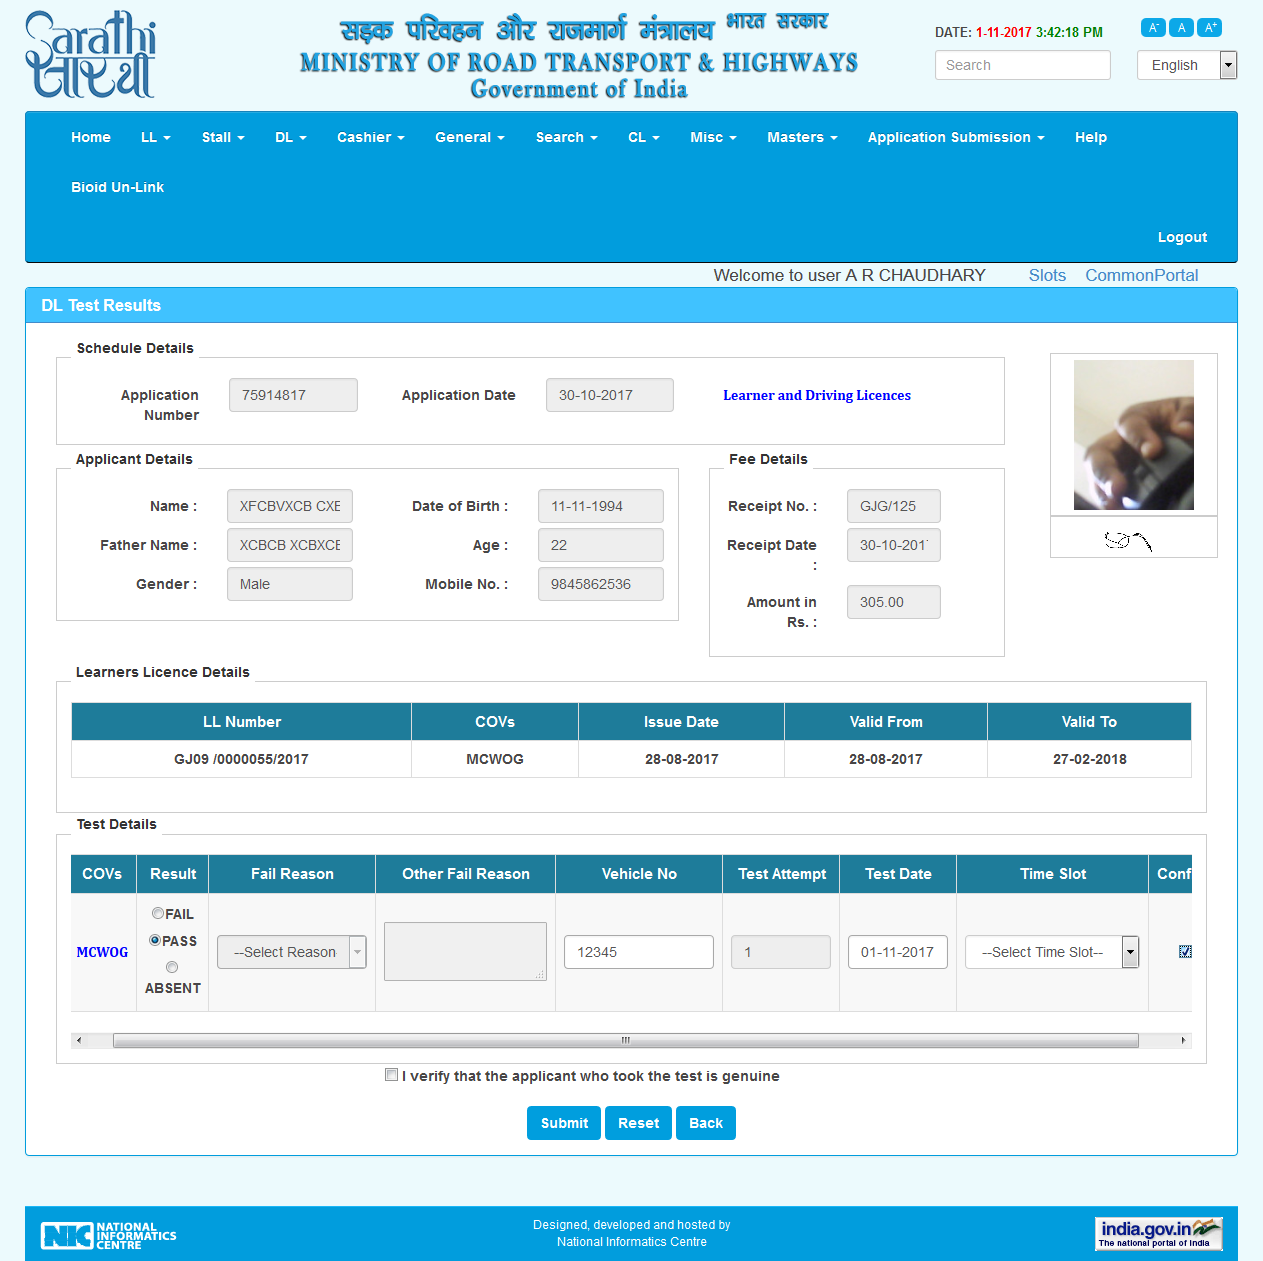 Sarathi
सारथी
सड़क परिवहन और राजमार्ग मंत्रालय भारत सरकार
MINISTRY OF ROAD TRANSPORT & HIGHWAYS
Government of India
DATE: 1-11-2017 3:42:18 PM
A- A A+
Search
English
Home LL Stall DL Cashier General Search CL Misc Masters Application Submission Help
Bioid Un-Link
Logout
Welcome to user A R CHAUDHARY Slots CommonPortal
DL Test Results
Schedule Details
Application Number 75914817 Application Date 30-10-2017 Learner and Driving Licences
Applicant Details
Name : XFCBVXCB CXB Date of Birth : 11-11-1994
Father Name : XCBCB XCBXCB Age : 22
Gender : Male Mobile No. : 9845862536
Fee Details
Receipt No. : GJG/125
Receipt Date : 30-10-201
Amount in Rs. : 305.00
Learners Licence Details
LL Number COVs Issue Date Valid From Valid To
GJ09 /0000055/2017 MCWOG 28-08-2017 28-08-2017 27-02-2018
Test Details
COVs Result Fail Reason Other Fail Reason Vehicle No Test Attempt Test Date Time Slot Conf
MCWOG FAIL PASS ABSENT --Select Reason- 12345 1 01-11-2017 --Select Time Slot--
I verify that the applicant who took the test is genuine
Submit Reset Back
NIC NATIONAL INFORMATICS CENTRE
Designed, developed and hosted by
National Informatics Centre
india.gov.in
The national portal of India